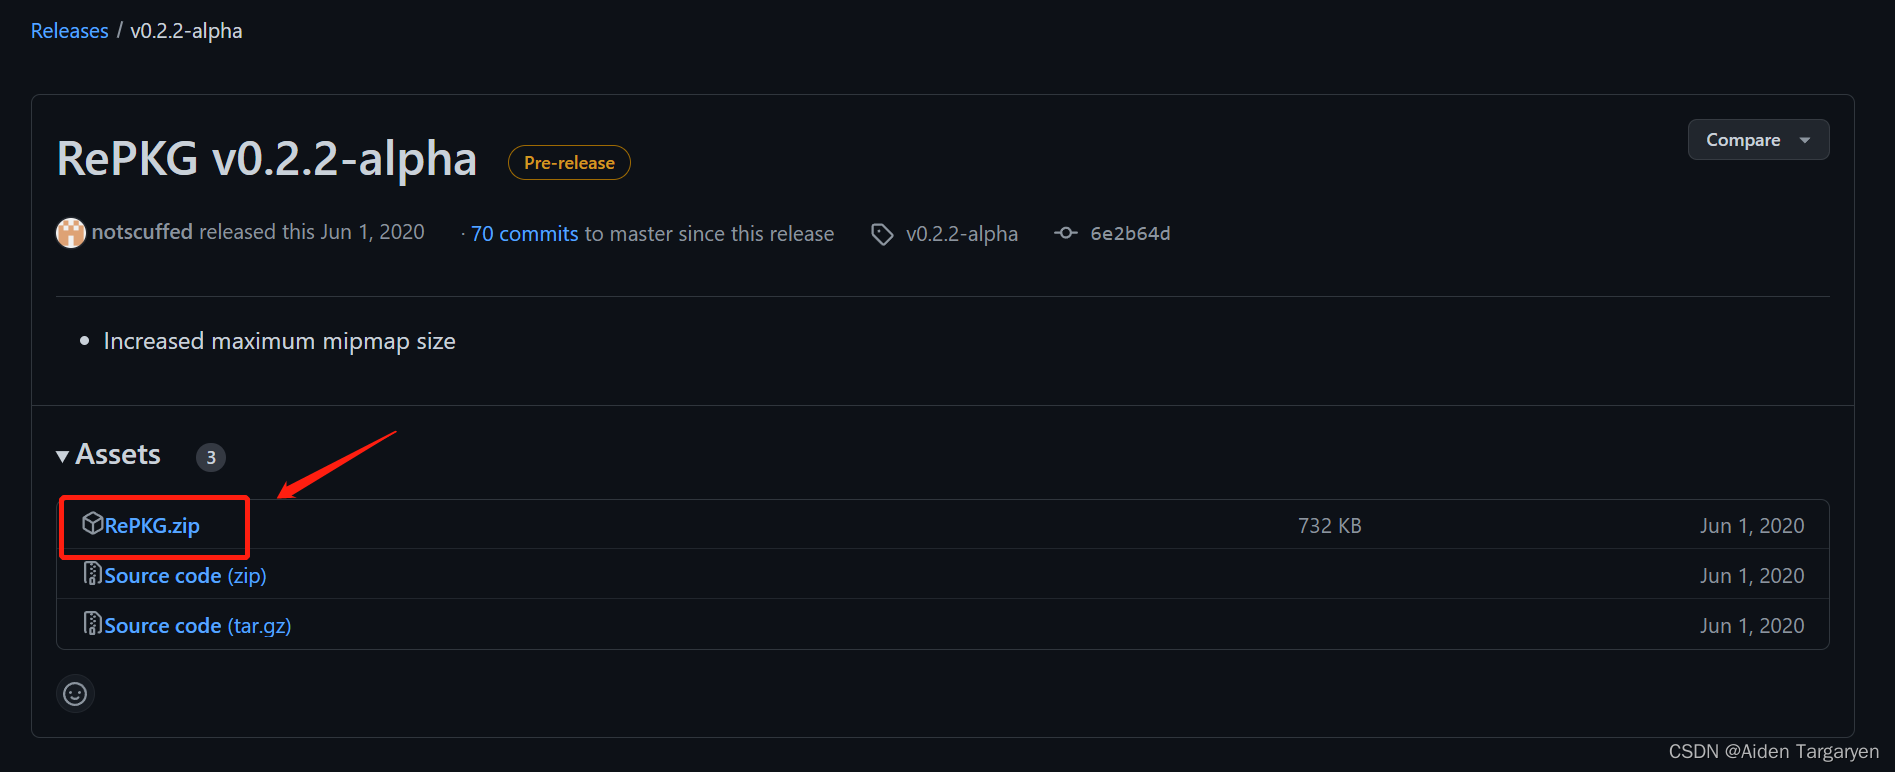 Releases / v0.2.2-alpha
RePKG v0.2.2-alpha Pre-release Compare
notscuffed released this Jun 1, 2020 · 70 commits to master since this release v0.2.2-alpha 6e2b64d
• Increased maximum mipmap size
Assets 3
RePKG.zip 732 KB Jun 1, 2020
Source code (zip) Jun 1, 2020
Source code (tar.gz) Jun 1, 2020
CSDN @Aiden Targaryen